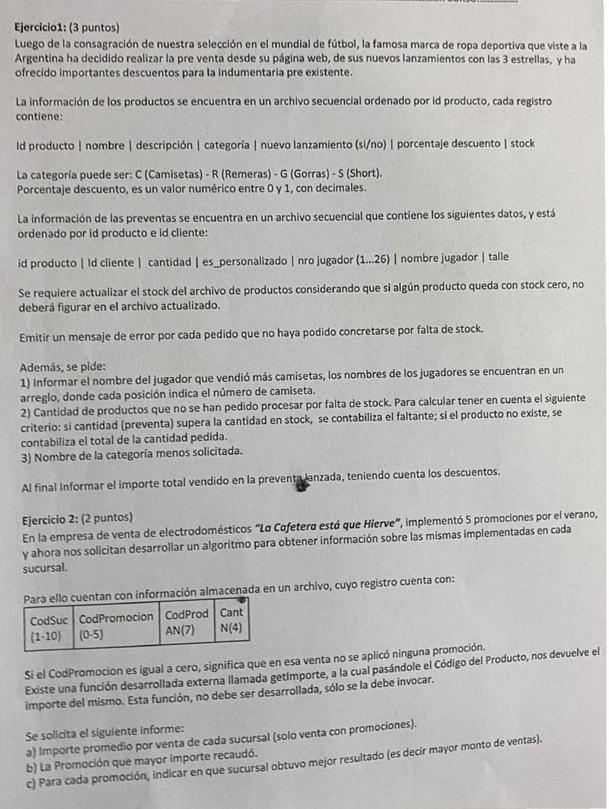 Ejercicio1: (3 puntos)
Luego de la consagración de nuestra selección en el mundial de fútbol, la famosa marca de ropa deportiva que viste a la
Argentina ha decidido realizar la pre venta desde su página web, de sus nuevos lanzamientos con las 3 estrellas, y ha
ofrecido importantes descuentos para la indumentaria pre existente.
La información de los productos se encuentra en un archivo secuencial ordenado por id producto, cada registro
contiene:
Id producto | nombre | descripción | categoría | nuevo lanzamiento (si/no) | porcentaje descuento | stock
La categoría puede ser: C (Camisetas) - R (Remeras) - G (Gorras) - S (Short).
Porcentaje descuento, es un valor numérico entre 0 y 1, con decimales.
La información de las preventas se encuentra en un archivo secuencial que contiene los siguientes datos, y está
ordenado por id producto e id cliente:
id producto | Id cliente | cantidad | es_personalizado | nro jugador (1...26) | nombre jugador | talle
Se requiere actualizar el stock del archivo de productos considerando que si algún producto queda con stock cero, no
deberá figurar en el archivo actualizado.
Emitir un mensaje de error por cada pedido que no haya podido concretarse por falta de stock.
Además, se pide:
1) Informar el nombre del jugador que vendió más camisetas, los nombres de los jugadores se encuentran en un
arreglo, donde cada posición indica el número de camiseta.
2) Cantidad de productos que no se han pedido procesar por falta de stock. Para calcular tener en cuenta el siguiente
criterio: si cantidad (preventa) supera la cantidad en stock, se contabiliza el faltante; si el producto no existe, se
contabiliza el total de la cantidad pedida.
3) Nombre de la categoría menos solicitada.
Al final Informar el importe total vendido en la preventa lanzada, teniendo cuenta los descuentos.
Ejercicio 2: (2 puntos)
En la empresa de venta de electrodomésticos "La Cafetera está que Hierve", implementó 5 promociones por el verano,
y ahora nos solicitan desarrollar un algoritmo para obtener información sobre las mismas implementadas en cada
sucursal.
Para ello cuentan con información almacenada en un archivo, cuyo registro cuenta con:
CodSuc CodPromocion CodProd Cant
(1-10) (0-5) AN(7) N(4)
Si el CodPromocion es igual a cero, significa que en esa venta no se aplicó ninguna promoción.
Existe una función desarrollada externa llamada getImporte, a la cual pasándole el Código del Producto, nos devuelve el
importe del mismo. Esta función, no debe ser desarrollada, sólo se la debe invocar.
Se solicita el siguiente informe:
a) Importe promedio por venta de cada sucursal (solo venta con promociones).
b) La Promoción que mayor importe recaudó.
c) Para cada promoción, indicar en que sucursal obtuvo mejor resultado (es decir mayor monto de ventas).